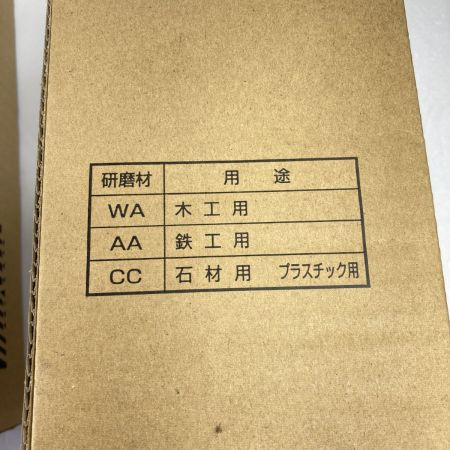 研磨材 用途
WA 木工用
AA 鉄工用
CC 石材用 プラスチック用